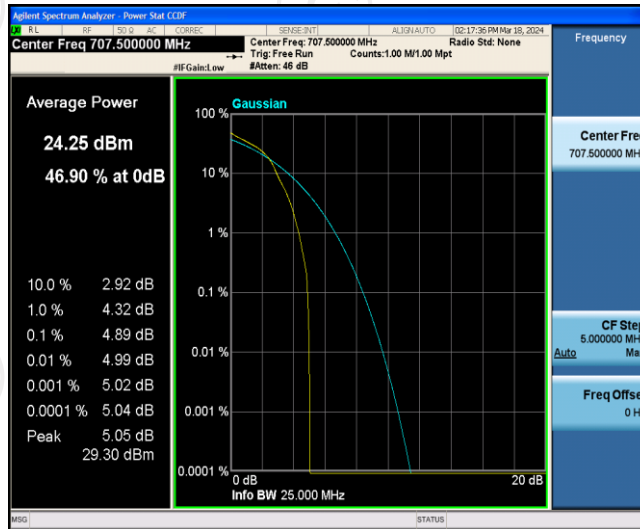 Agilent Spectrum Analyzer - Power Stat CCDF
RL RF 50 Ω AC CORREC SENSE:INT ALIGNAUTO 02:17:36 PM Mar 18, 2024
Center Freq 707.500000 MHz
Center Freq: 707.500000 MHz Radio Std: None
Trig: Free Run Counts:1.00 M/1.00 Mpt
#IFGain:Low #Atten: 46 dB
Frequency
Average Power
24.25 dBm
46.90 % at 0dB
10.0 % 2.92 dB
1.0 % 4.32 dB
0.1 % 4.89 dB
0.01 % 4.99 dB
0.001 % 5.02 dB
0.0001 % 5.04 dB
Peak 5.05 dB
29.30 dBm
Gaussian
100 %
10 %
1 %
0.1 %
0.01 %
0.001 %
0.0001 %
0 dB 20 dB
Info BW 25.000 MHz
Center Fre
707.500000 MH
CF Ste
5.000000 MH
Auto Ma
Freq Offse
0 H
MSG STATUS